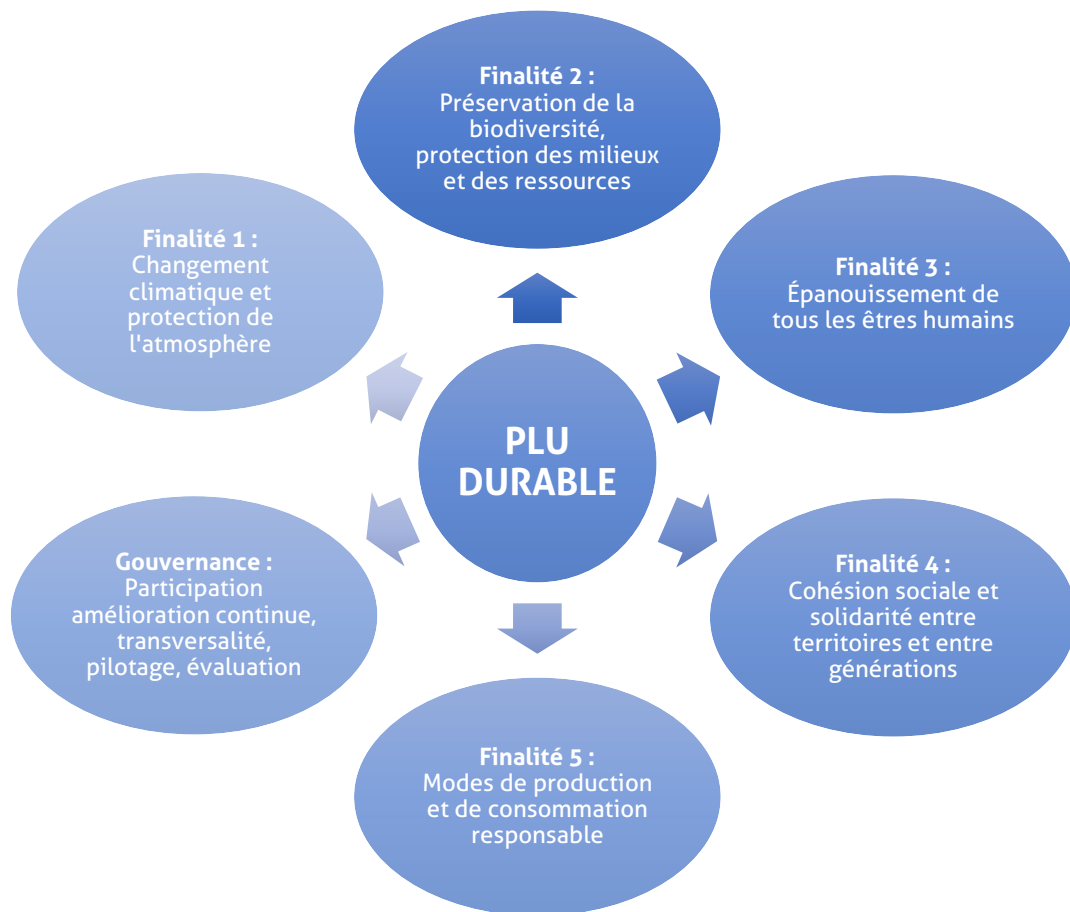 Finalité 2 :
Préservation de la
biodiversité,
protection des milieux
et des ressources
Finalité 1 :
Changement
climatique et
protection de
l'atmosphère
Finalité 3 :
Épanouissement de
tous les êtres humains
PLU
DURABLE
Gouvernance :
Participation
amélioration continue,
transversalité,
pilotage, évaluation
Finalité 4 :
Cohésion sociale et
solidarité entre
territoires et entre
générations
Finalité 5 :
Modes de production
et de consommation
responsable